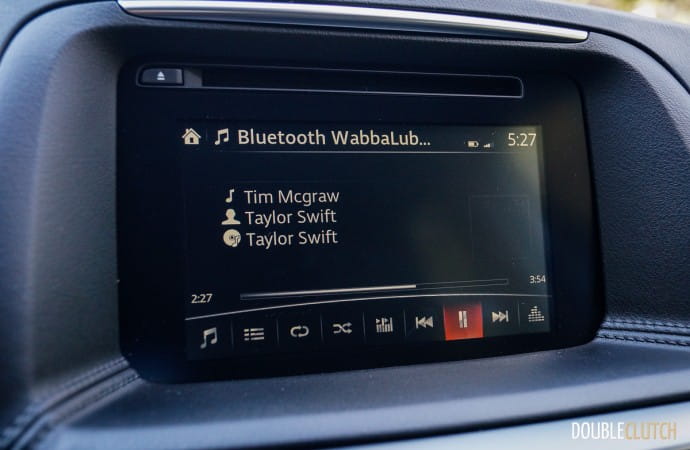 Bluetooth WabbaLub... 5:27
Tim Mcgraw
Taylor Swift
Taylor Swift
2:27 3:54
DOUBLECLUTCH